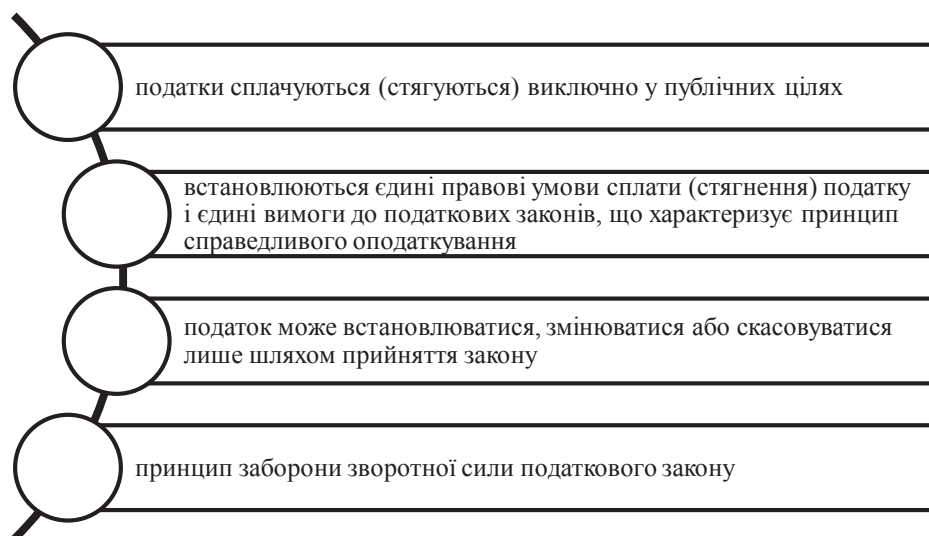 податки сплачуються (стягуються) виключно у публічних цілях
встановлюються єдині правові умови сплати (стягнення) податку
і єдині вимоги до податкових законів, що характеризує принцип
справедливого оподаткування
податок може встановлюватися, змінюватися або скасовуватися
лише шляхом прийняття закону
принцип заборони зворотної сили податкового закону